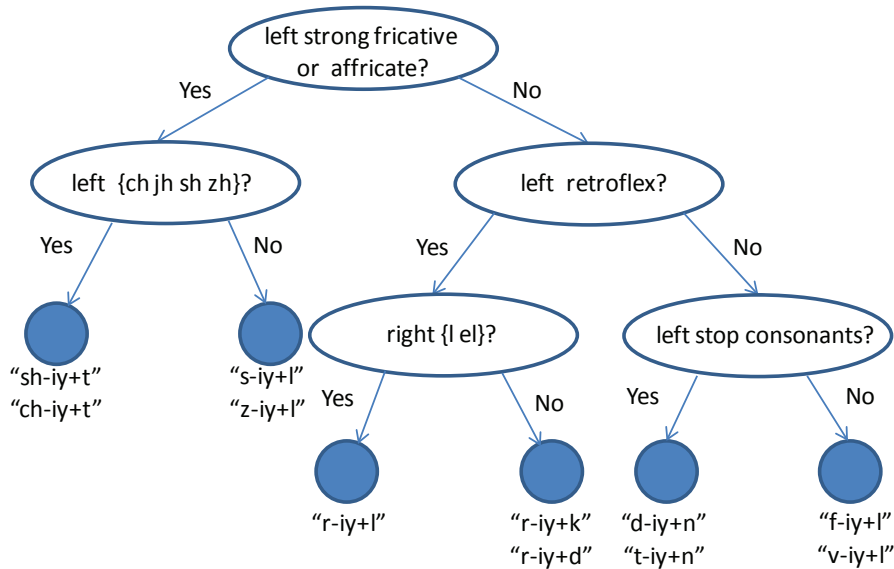 left strong fricative
or affricate?
Yes
No
left {ch jh sh zh}?
left retroflex?
Yes
No
Yes
No
right {l el}?
left stop consonants?
“sh-iy+t”
“ch-iy+t”
“s-iy+l”
“z-iy+l”
Yes
No
Yes
No
“r-iy+l”
“r-iy+k”
“r-iy+d”
“d-iy+n”
“t-iy+n”
“f-iy+l”
“v-iy+l”